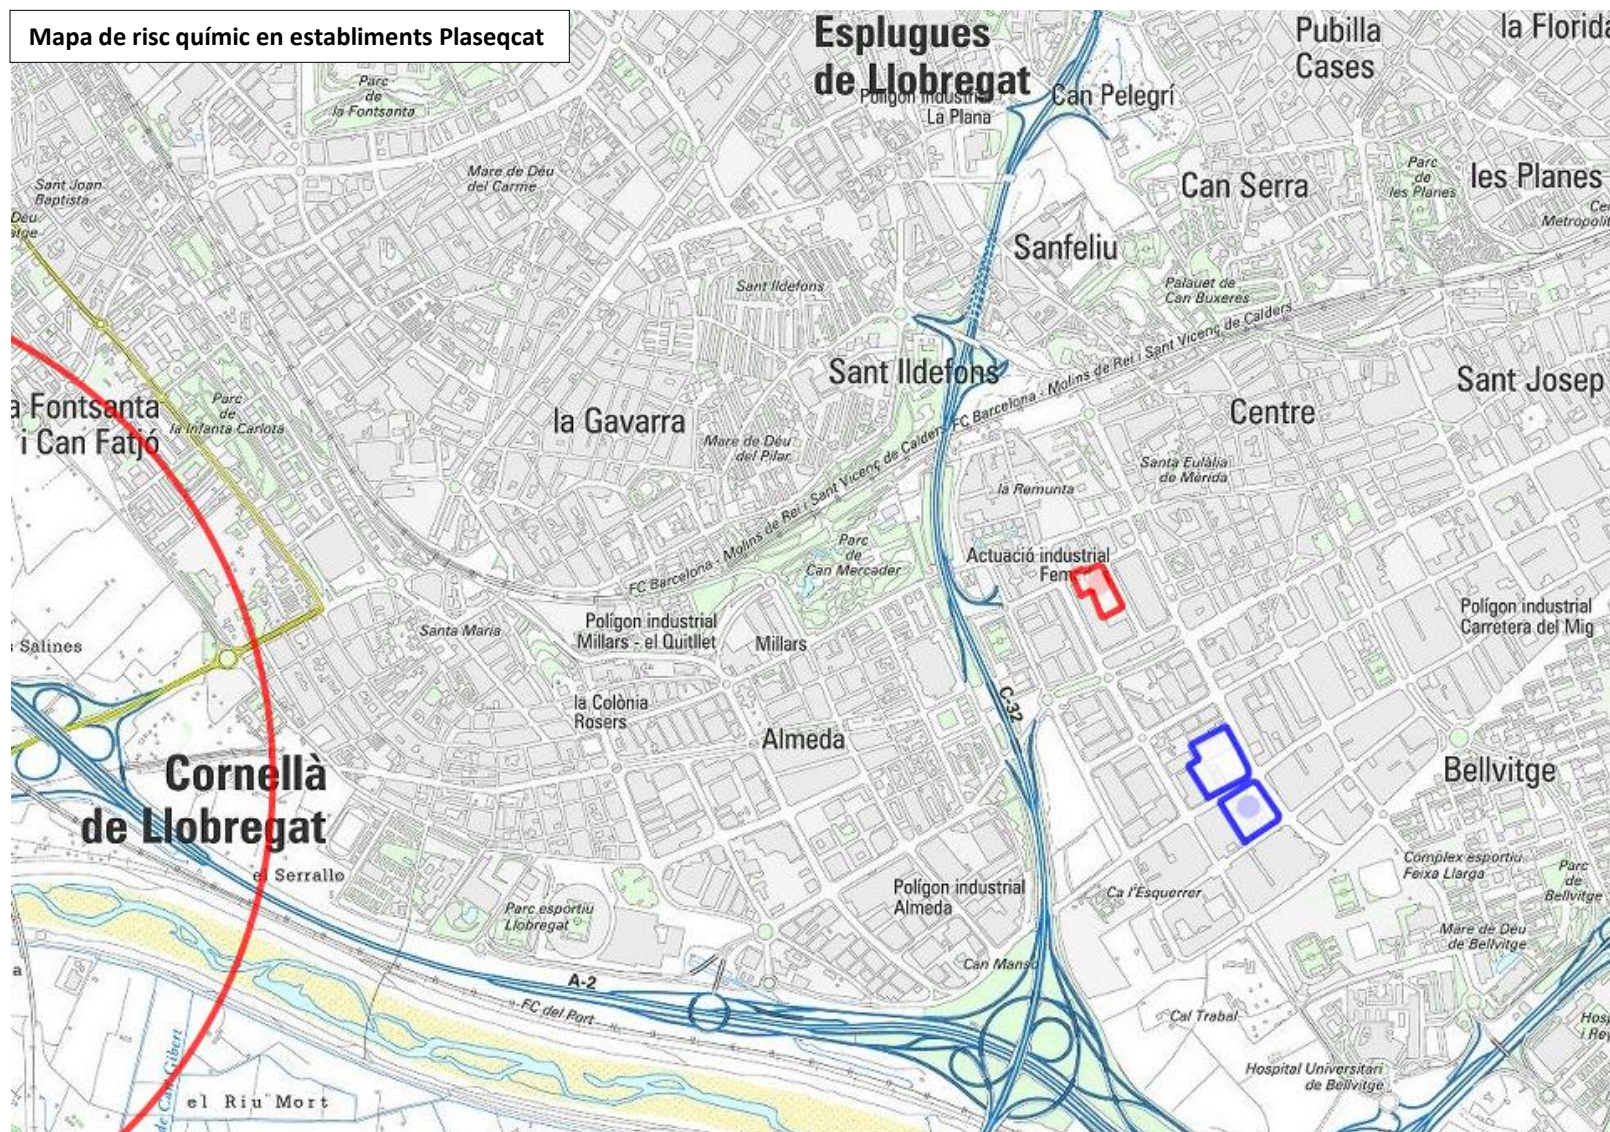 Mapa de risc químic en establiments Plaseqcat
Esplugues
de Llobregat
Polígon industrial
La Plana
Can Pelegrí
Pubilla
Cases
la Florida
Parc
de
la Fontsanta
Mare de Déu
del Carme
Sant Joan
Baptista
Can Serra
Parc
de
les Planes
les Planes
Sanfeliu
Sant Ildefons
Palauet de
Can Buxeres
FC Barcelona - Molins de Rei i Sant Vicenç de Calders
Sant Ildefons
Sant Josep
a Fontsanta
i Can Fatjó
Parc
de
la Infanta Carlota
la Gavarra
Mare de Déu
del Pilar
Centre
Santa Eulàlia
de Mèrida
la Remunta
FC Barcelona - Molins de Rei i Sant Vicenç de Calders
Parc
de
Can Mercader
Actuació industrial
Polígon industrial
Millars - el Quitllet
Millars
Santa Maria
Salines
Polígon industrial
Carretera del Mig
la Colònia
Rosers
C-32
Almeda
Cornellà
de Llobregat
Bellvitge
el Serrallo
Polígon industrial
Almeda
Ca l'Esquerrer
Complex esportiu
Feixa Llarga
Parc
de
Bellvitge
Parc esportiu
Llobregat
Mare de Déu
de Bellvitge
Can Manso
A-2
FC del Port
Cal Trabal
Hospital Universitari
de Bellvitge
el Riu Mort